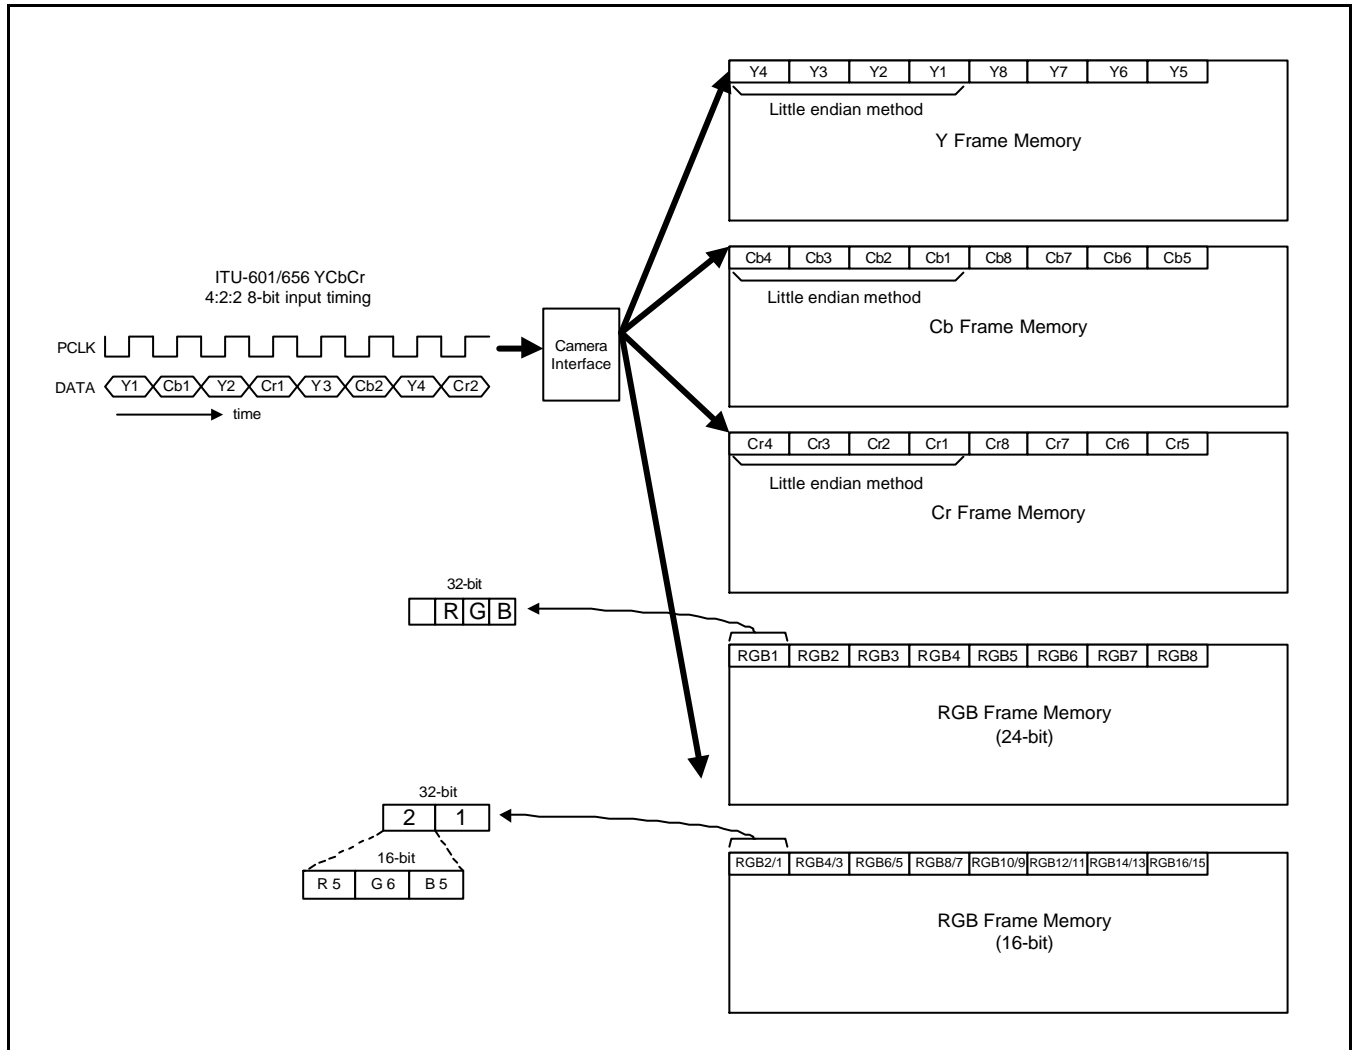 Y4 Y3 Y2 Y1 Y8 Y7 Y6 Y5
Little endian method
Y Frame Memory
Cb4 Cb3 Cb2 Cb1 Cb8 Cb7 Cb6 Cb5
Little endian method
Cb Frame Memory
ITU-601/656 YCbCr
4:2:2 8-bit input timing
PCLK
DATA Y1 Cb1 Y2 Cr1 Y3 Cb2 Y4 Cr2
time
Camera
Interface
Cr4 Cr3 Cr2 Cr1 Cr8 Cr7 Cr6 Cr5
Little endian method
Cr Frame Memory
32-bit
R G B
RGB1 RGB2 RGB3 RGB4 RGB5 RGB6 RGB7 RGB8
RGB Frame Memory
(24-bit)
32-bit
2 1
16-bit
R 5 G 6 B 5
RGB2/1 RGB4/3 RGB6/5 RGB8/7 RGB10/9 RGB12/11 RGB14/13 RGB16/15
RGB Frame Memory
(16-bit)